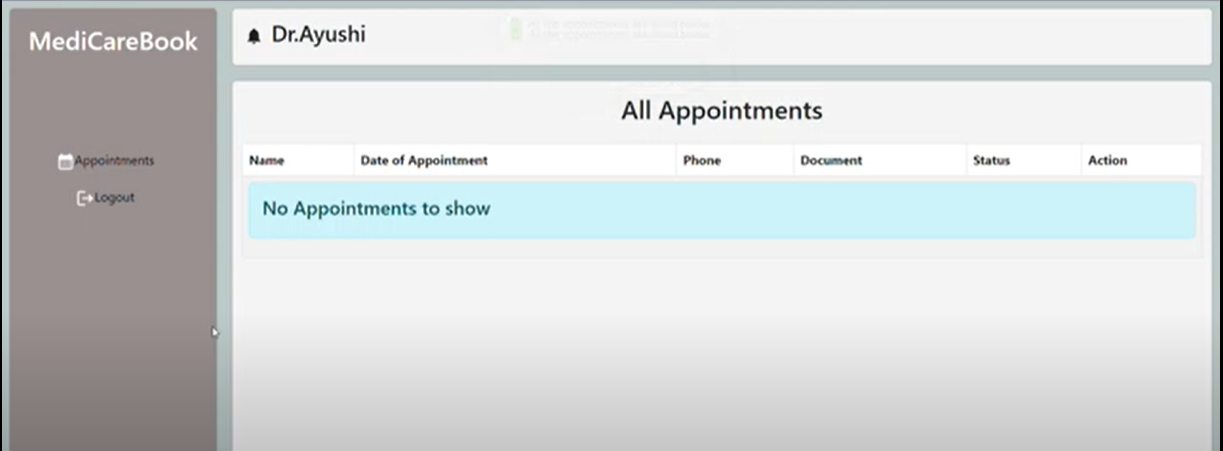 MediCareBook
Dr.Ayushi
All Appointments
Appointments
Logout
Name Date of Appointment Phone Document Status Action
No Appointments to show